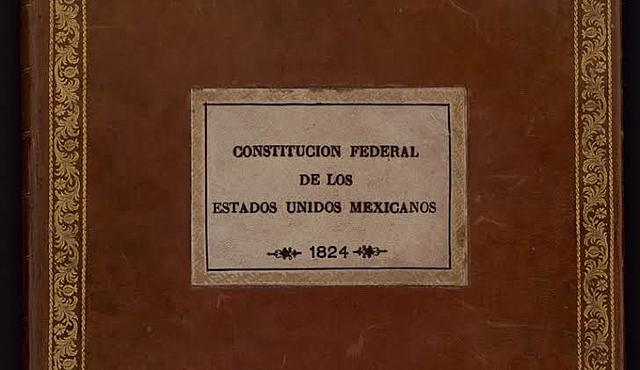 CONSTITUCION FEDERAL
DE LOS
ESTADOS UNIDOS MEXICANOS
1824